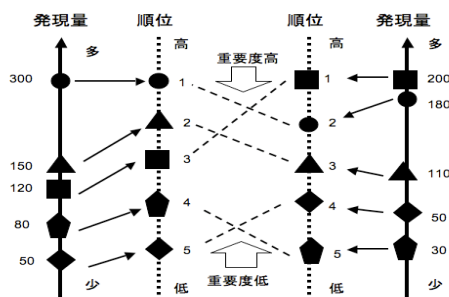 発現量 順位 順位 発現量
多 高 高 多
重要度高
300 1 1 200
2 2 180
150 3 3 110
120
80 4 4 50
50 5 5 30
重要度低
少 低 低 少